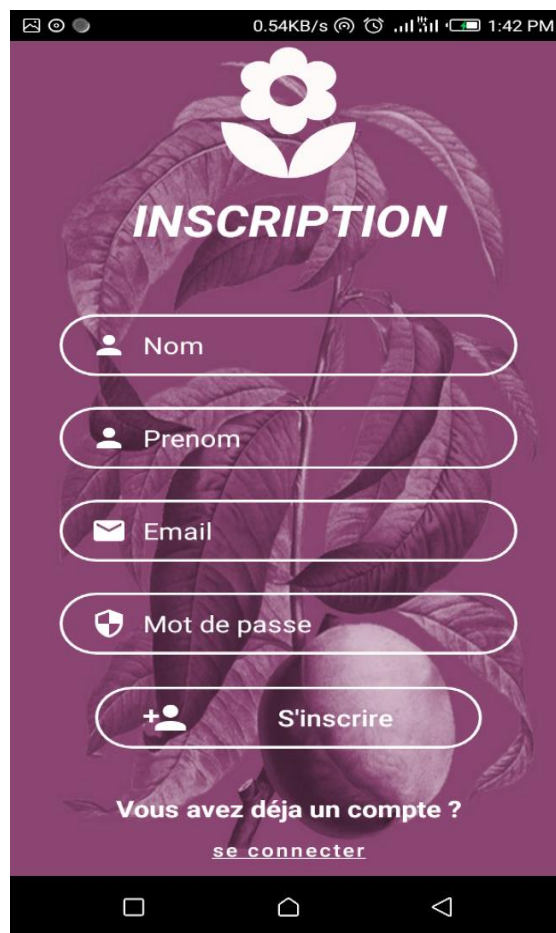 0.54KB/s 1:42 PM
INSCRIPTION
Nom
Prenom
Email
Mot de passe
S'inscrire
Vous avez déja un compte ?
se connecter